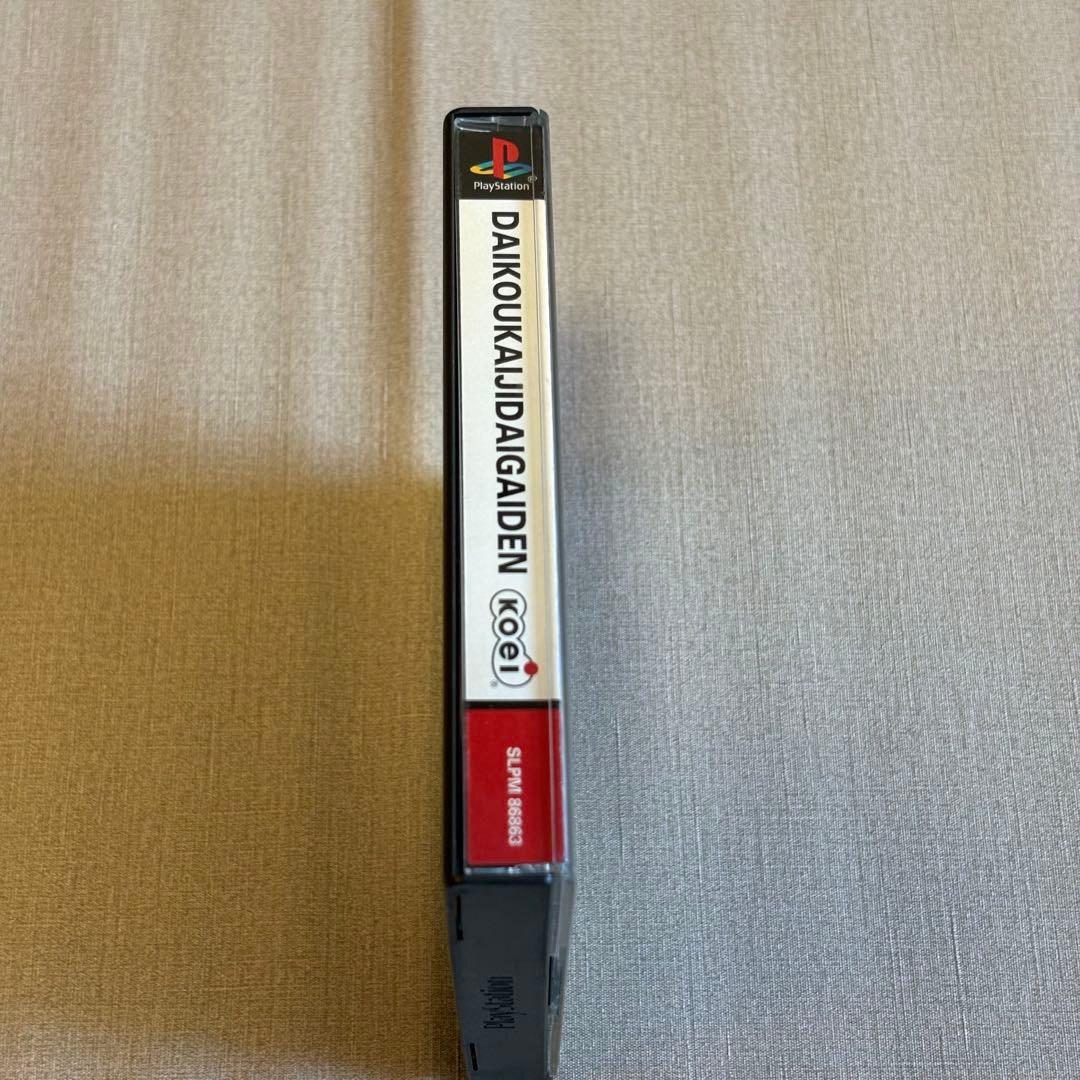 PlayStation
DAIKOUKAIJIDAIGAIDEN
KOEI
SLPM 86863
PlayStation